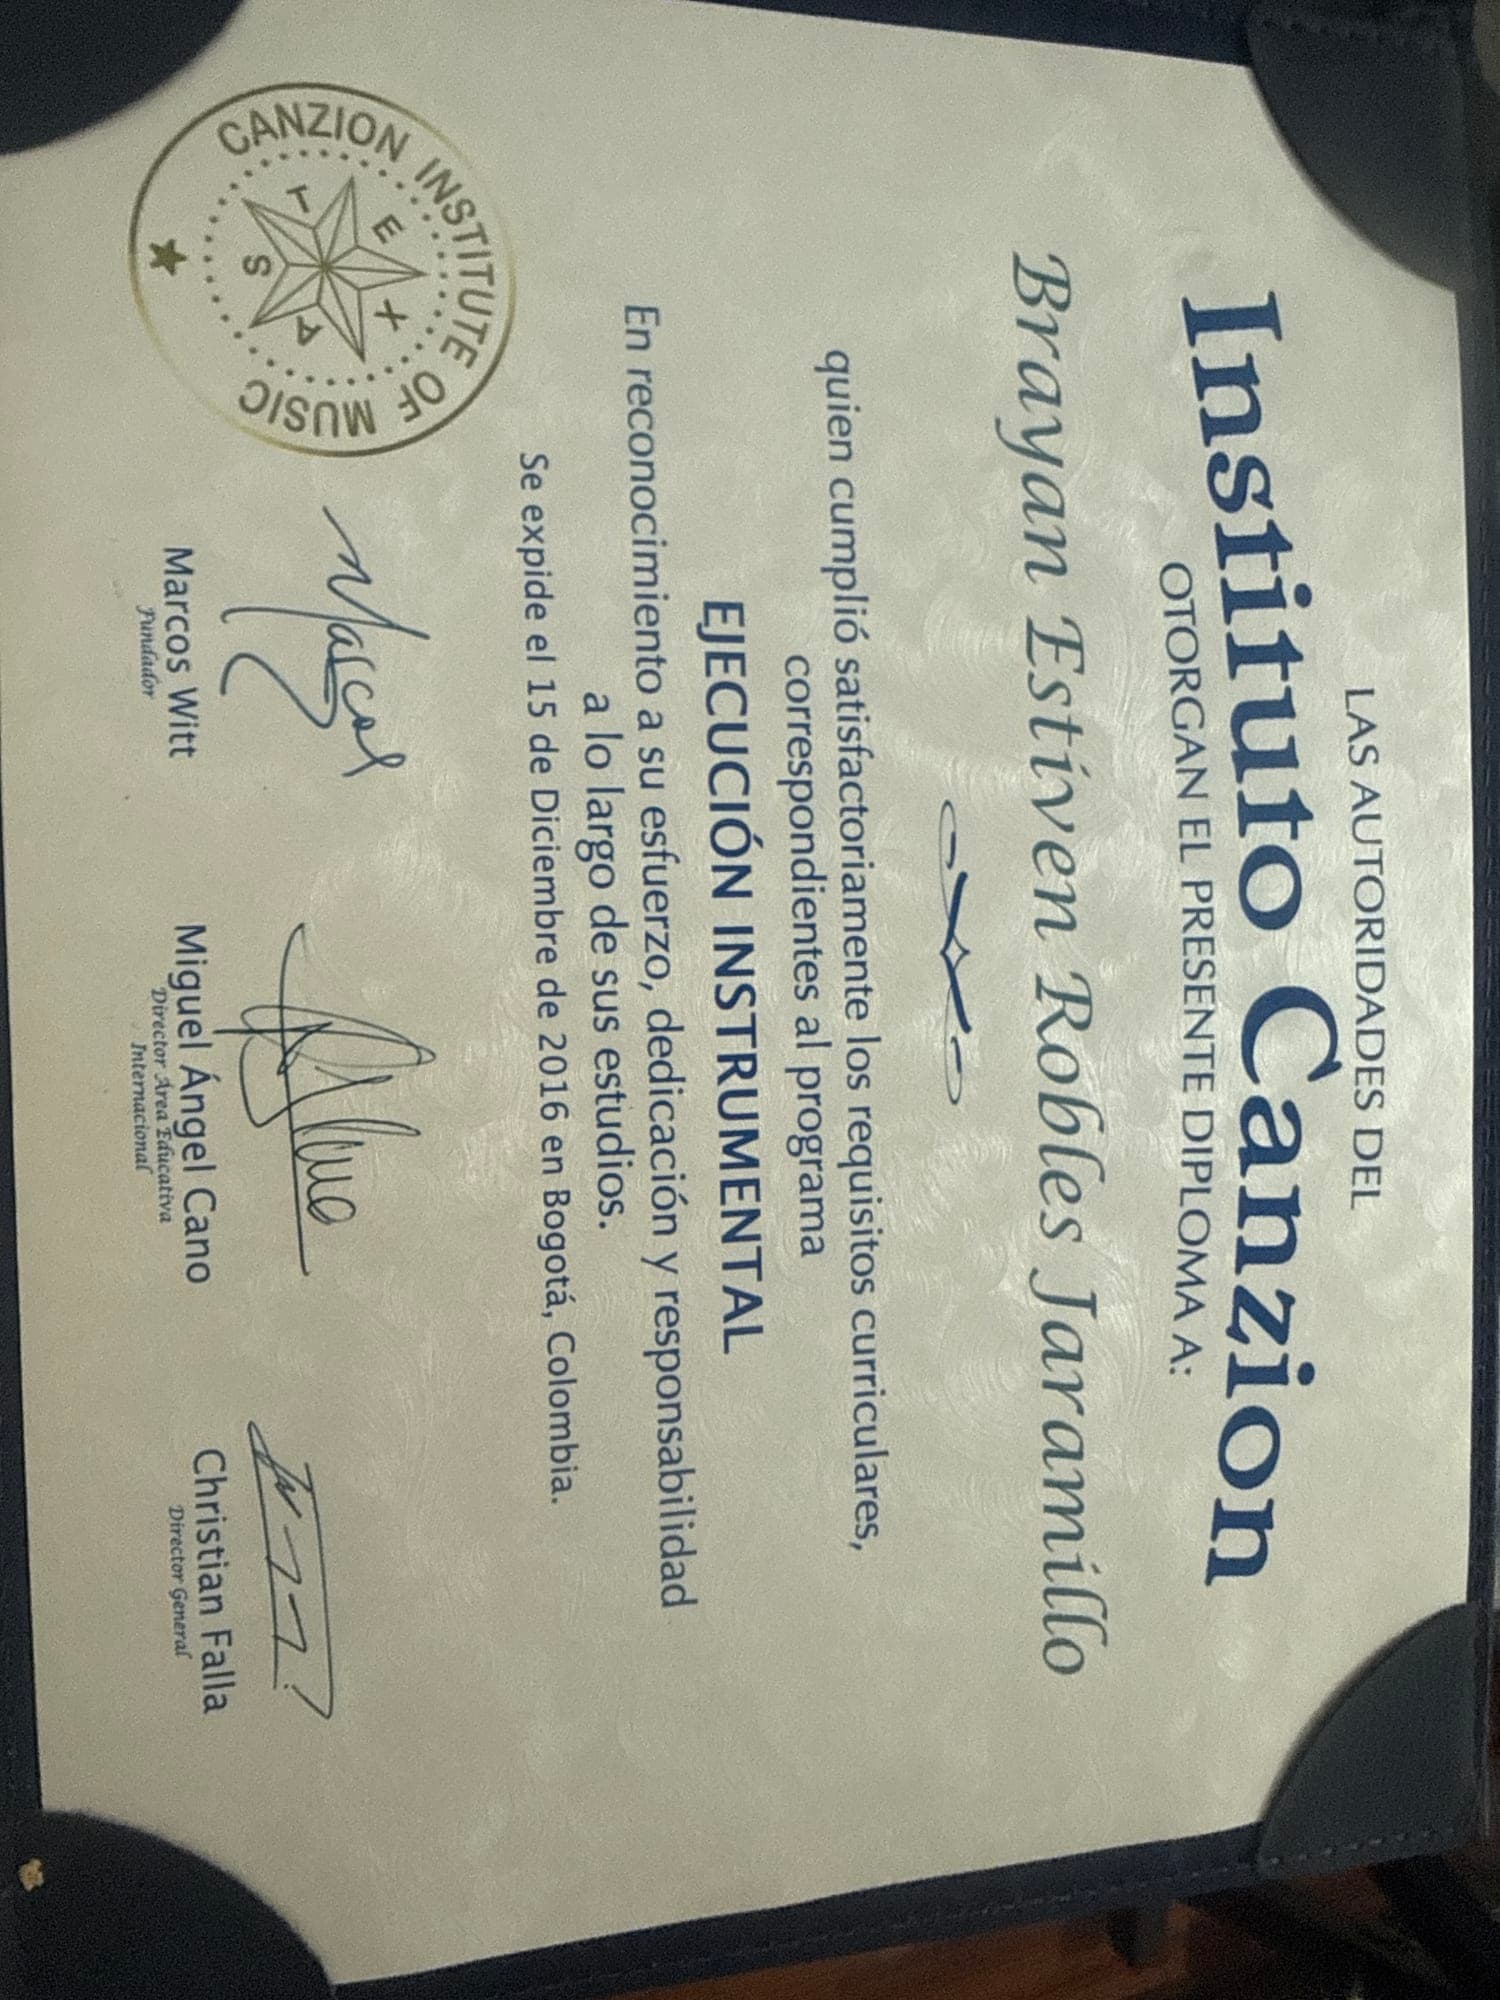 LAS AUTORIDADES DEL
Instituto Canzion
OTORGAN EL PRESENTE DIPLOMA A:
Brayan Estiven Robles Jaramillo
quien cumplió satisfactoriamente los requisitos curriculares,
correspondientes al programa
EJECUCIÓN INSTRUMENTAL
En reconocimiento a su esfuerzo, dedicación y responsabilidad
a lo largo de sus estudios.
Se expide el 15 de Diciembre de 2016 en Bogotá, Colombia.
CANZION INSTITUTE OF MUSIC
T E X A S
Marcos
Marcos Witt
Fundador
Miguel Ángel Cano
Director Área Educativa
Internacional
Christian Falla
Director General